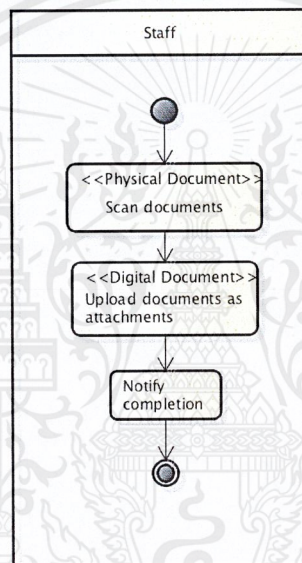 Staff
<<Physical Document>>
Scan documents
<<Digital Document>>
Upload documents as
attachments
Notify
completion